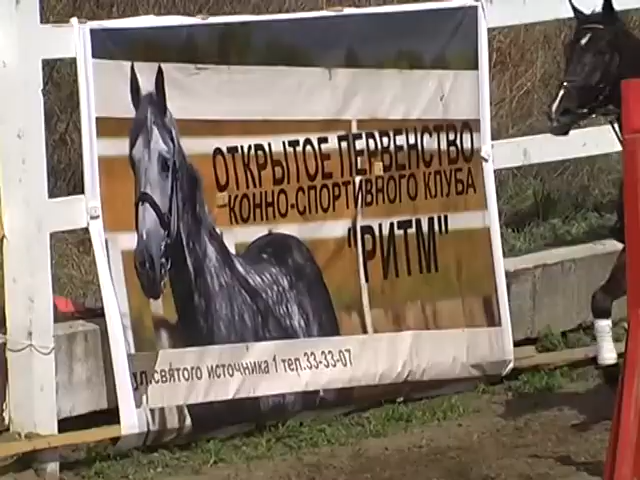 ОТКРЫТОЕ ПЕРВЕНСТВО
КОННО-СПОРТИВНОГО КЛУБА
"РИТМ"
ул.святого источника 1 тел.33-33-07